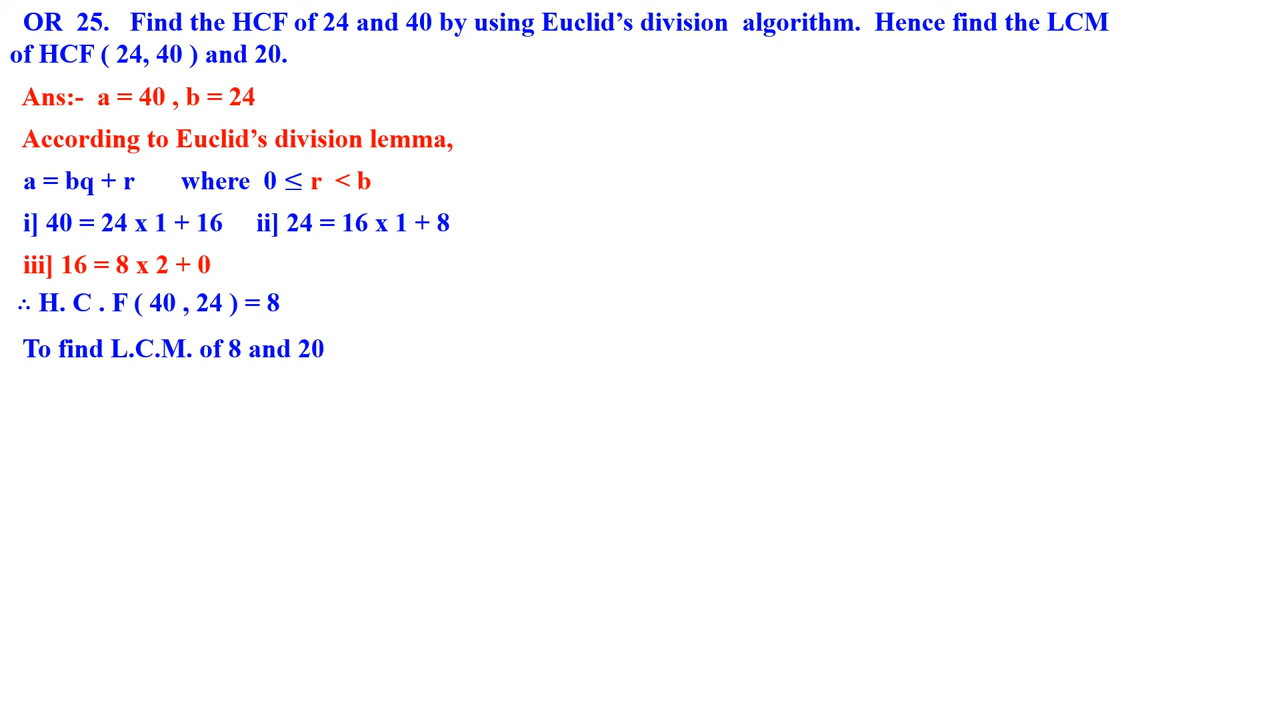 OR 25. Find the HCF of 24 and 40 by using Euclid’s division algorithm. Hence find the LCM
of HCF ( 24, 40 ) and 20.
Ans:- a = 40 , b = 24
According to Euclid’s division lemma,
a = bq + r where 0 ≤ r < b
i] 40 = 24 x 1 + 16 ii] 24 = 16 x 1 + 8
iii] 16 = 8 x 2 + 0
∴ H. C . F ( 40 , 24 ) = 8
To find L.C.M. of 8 and 20